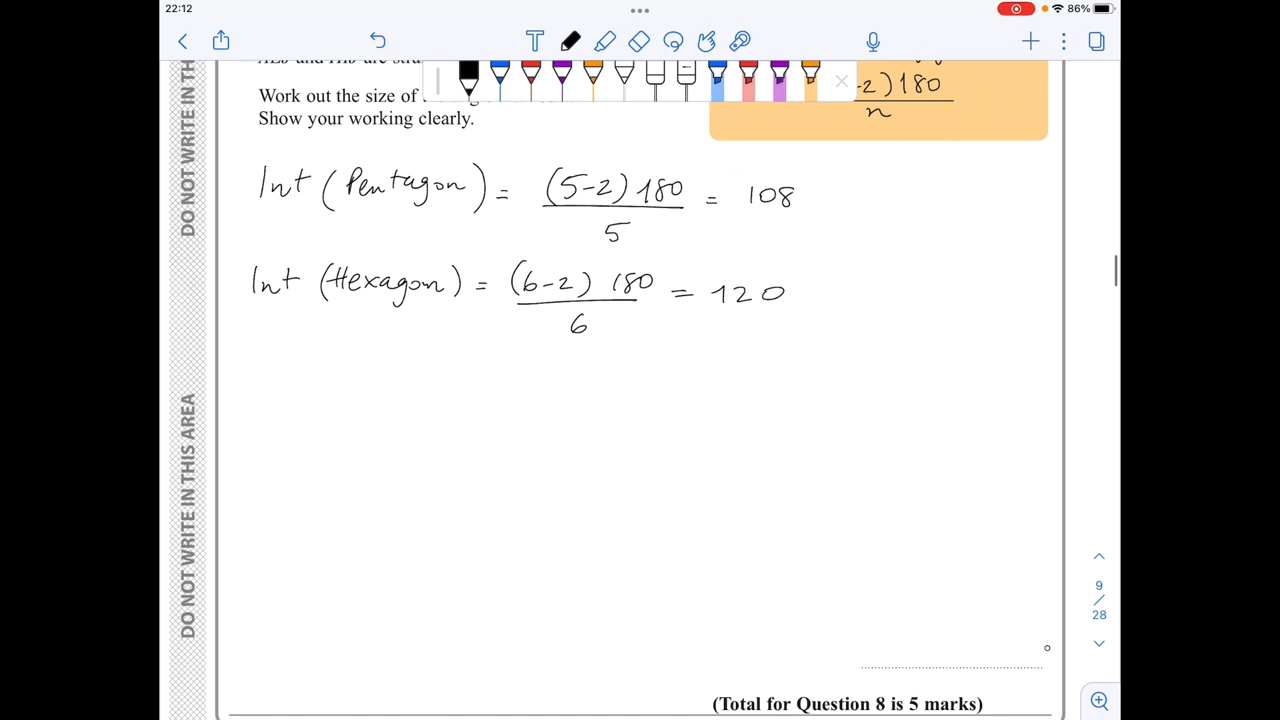 22:12
86%
Work out the size of
Show your working clearly.
-2) 180
n
Int (Pentagon) = (5-2) 180 = 108
5
Int (Hexagon) = (6-2) 180 = 120
6
DO NOT WRITE IN TH
DO NOT WRITE IN THIS AREA
9
/
28
°
(Total for Question 8 is 5 marks)